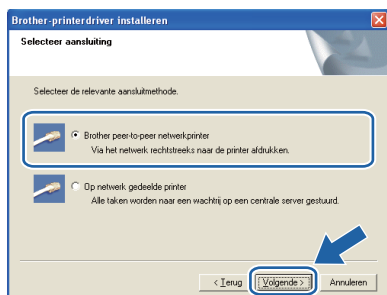 Brother-printerdriver installeren
Selecteer aansluiting
Selecteer de relevante aansluitmethode.
Brother peer-to-peer netwerkprinter
Via het netwerk rechtstreeks naar de printer afdrukken.
Op netwerk gedeelde printer
Alle taken worden naar een wachtrij op een centrale server gestuurd.
< Terug
Volgende >
Annuleren